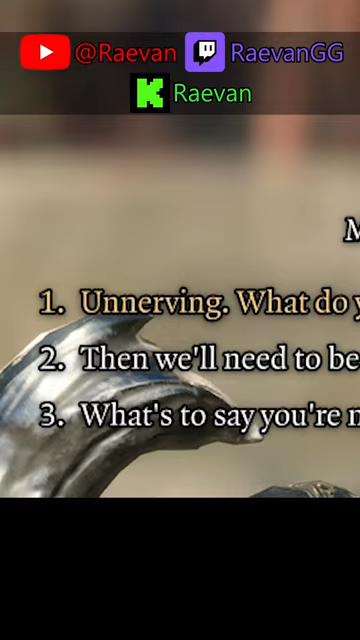 @Raevan RaevanGG
Raevan
1. Unnerving. What do
2. Then we'll need to be
3. What's to say you're